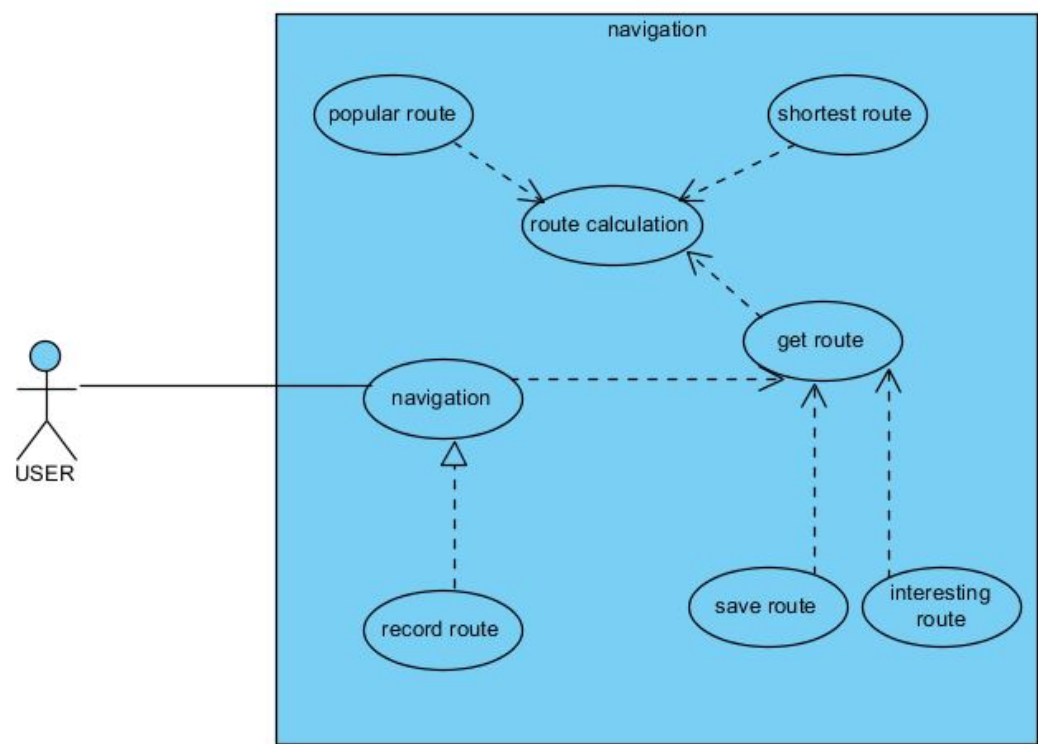 navigation
popular route
shortest route
route calculation
get route
navigation
USER
record route
save route
interesting
route